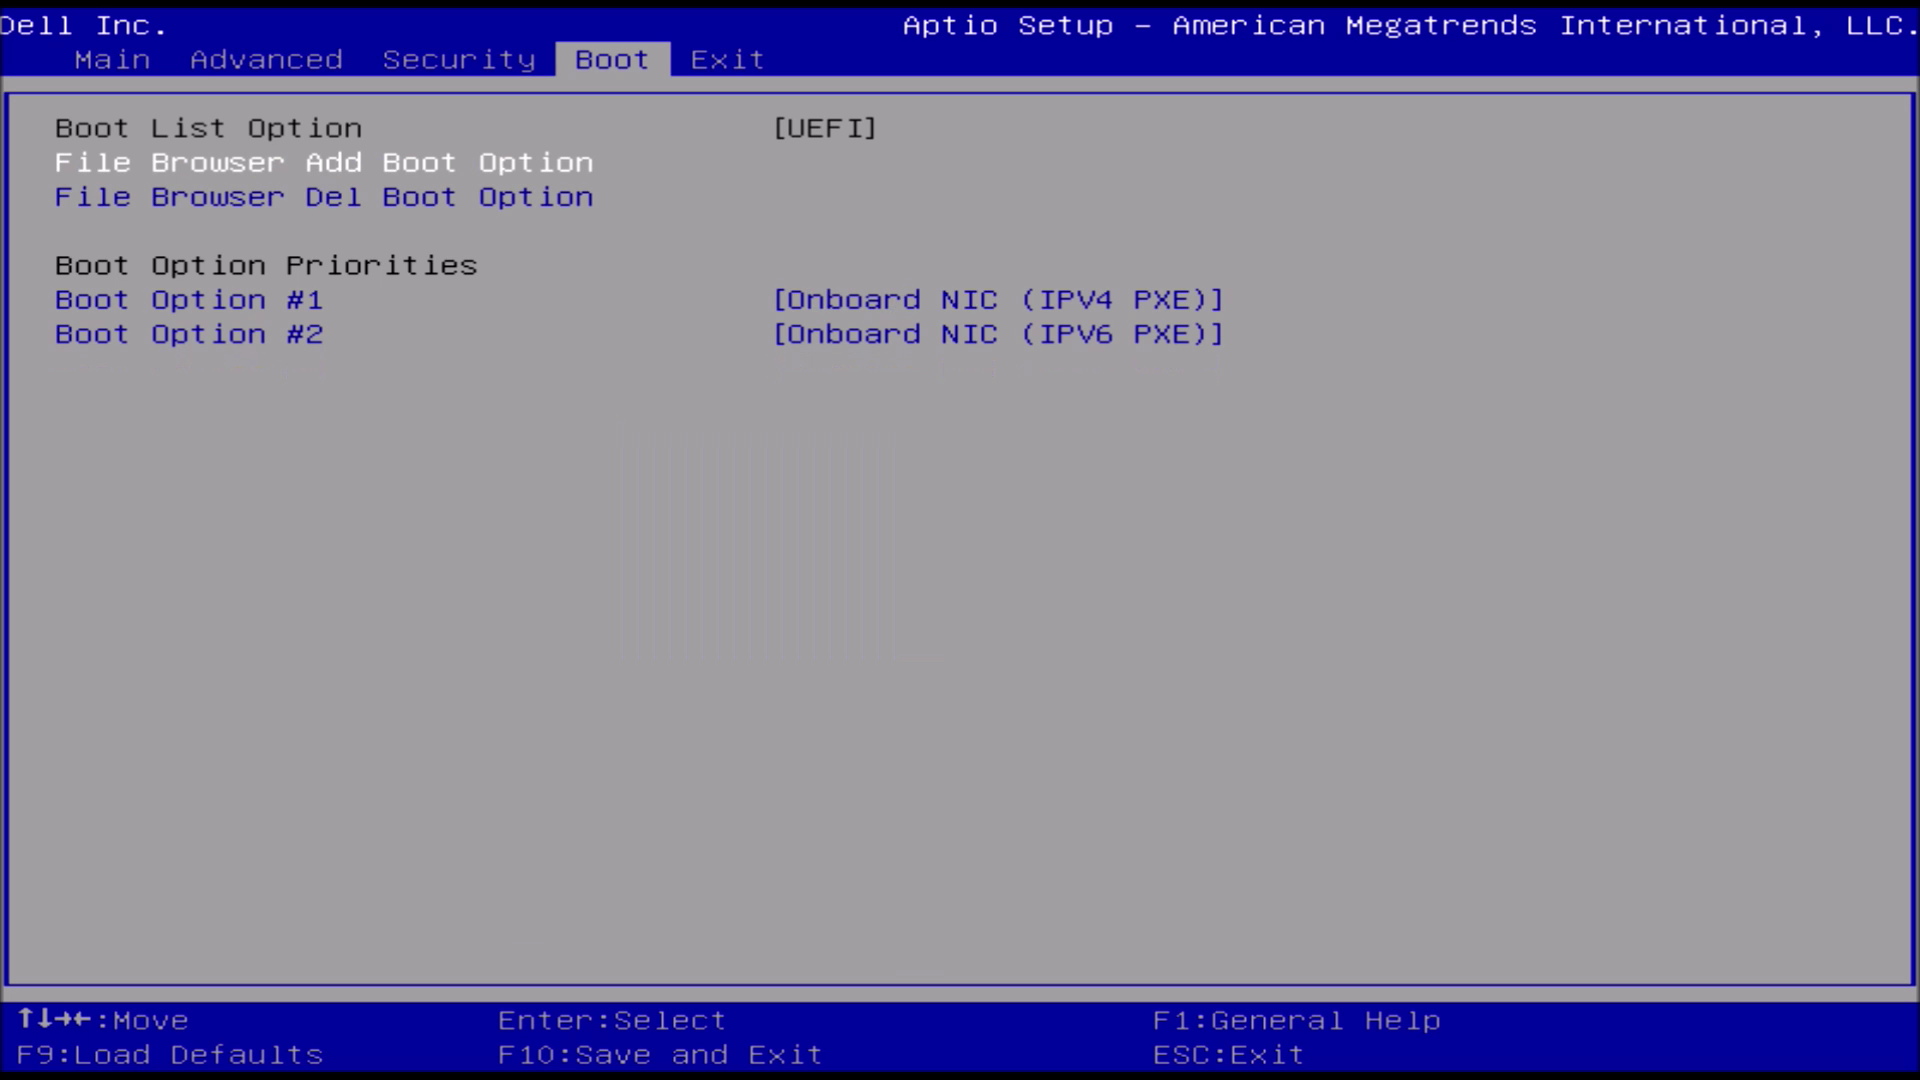 Dell Inc. Aptio Setup – American Megatrends International, LLC.
Main Advanced Security Boot Exit
Boot List Option [UEFI]
File Browser Add Boot Option
File Browser Del Boot Option
Boot Option Priorities
Boot Option #1 [Onboard NIC (IPV4 PXE)]
Boot Option #2 [Onboard NIC (IPV6 PXE)]
↑↓→←:Move Enter:Select F1:General Help
F9:Load Defaults F10:Save and Exit ESC:Exit